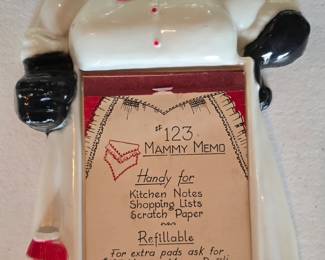 #123
MAMMY MEMO
Handy for
KITCHEN NOTES
SHOPPING LISTS
& SCRATCH PAPER
Refillable
FOR EXTRA PADS ASK FOR